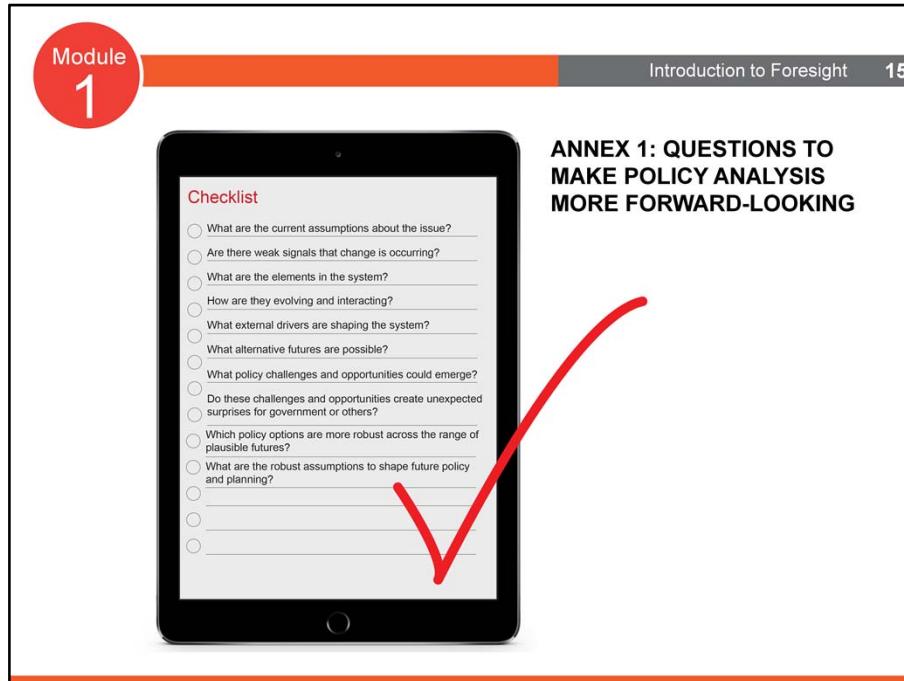 Module
1
Introduction to Foresight 15
ANNEX 1: QUESTIONS TO
MAKE POLICY ANALYSIS
MORE FORWARD-LOOKING
Checklist
What are the current assumptions about the issue?
Are there weak signals that change is occurring?
What are the elements in the system?
How are they evolving and interacting?
What external drivers are shaping the system?
What alternative futures are possible?
What policy challenges and opportunities could emerge?
Do these challenges and opportunities create unexpected
surprises for government or others?
Which policy options are more robust across the range of
plausible futures?
What are the robust assumptions to shape future policy
and planning?